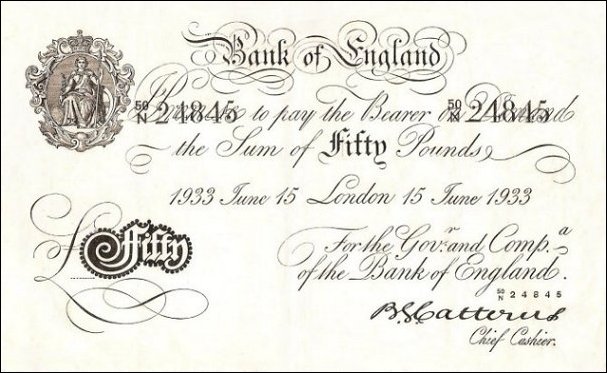 Bank of England
50/N 24845 50/N 24845
Promise to pay the Bearer on Demand
the Sum of Fifty Pounds
1933 June 15 London 15 June 1933
£ Fifty
For the Govr. and Compa.
of the Bank of England.
50/N 24845
B G Catterns
Chief Cashier.